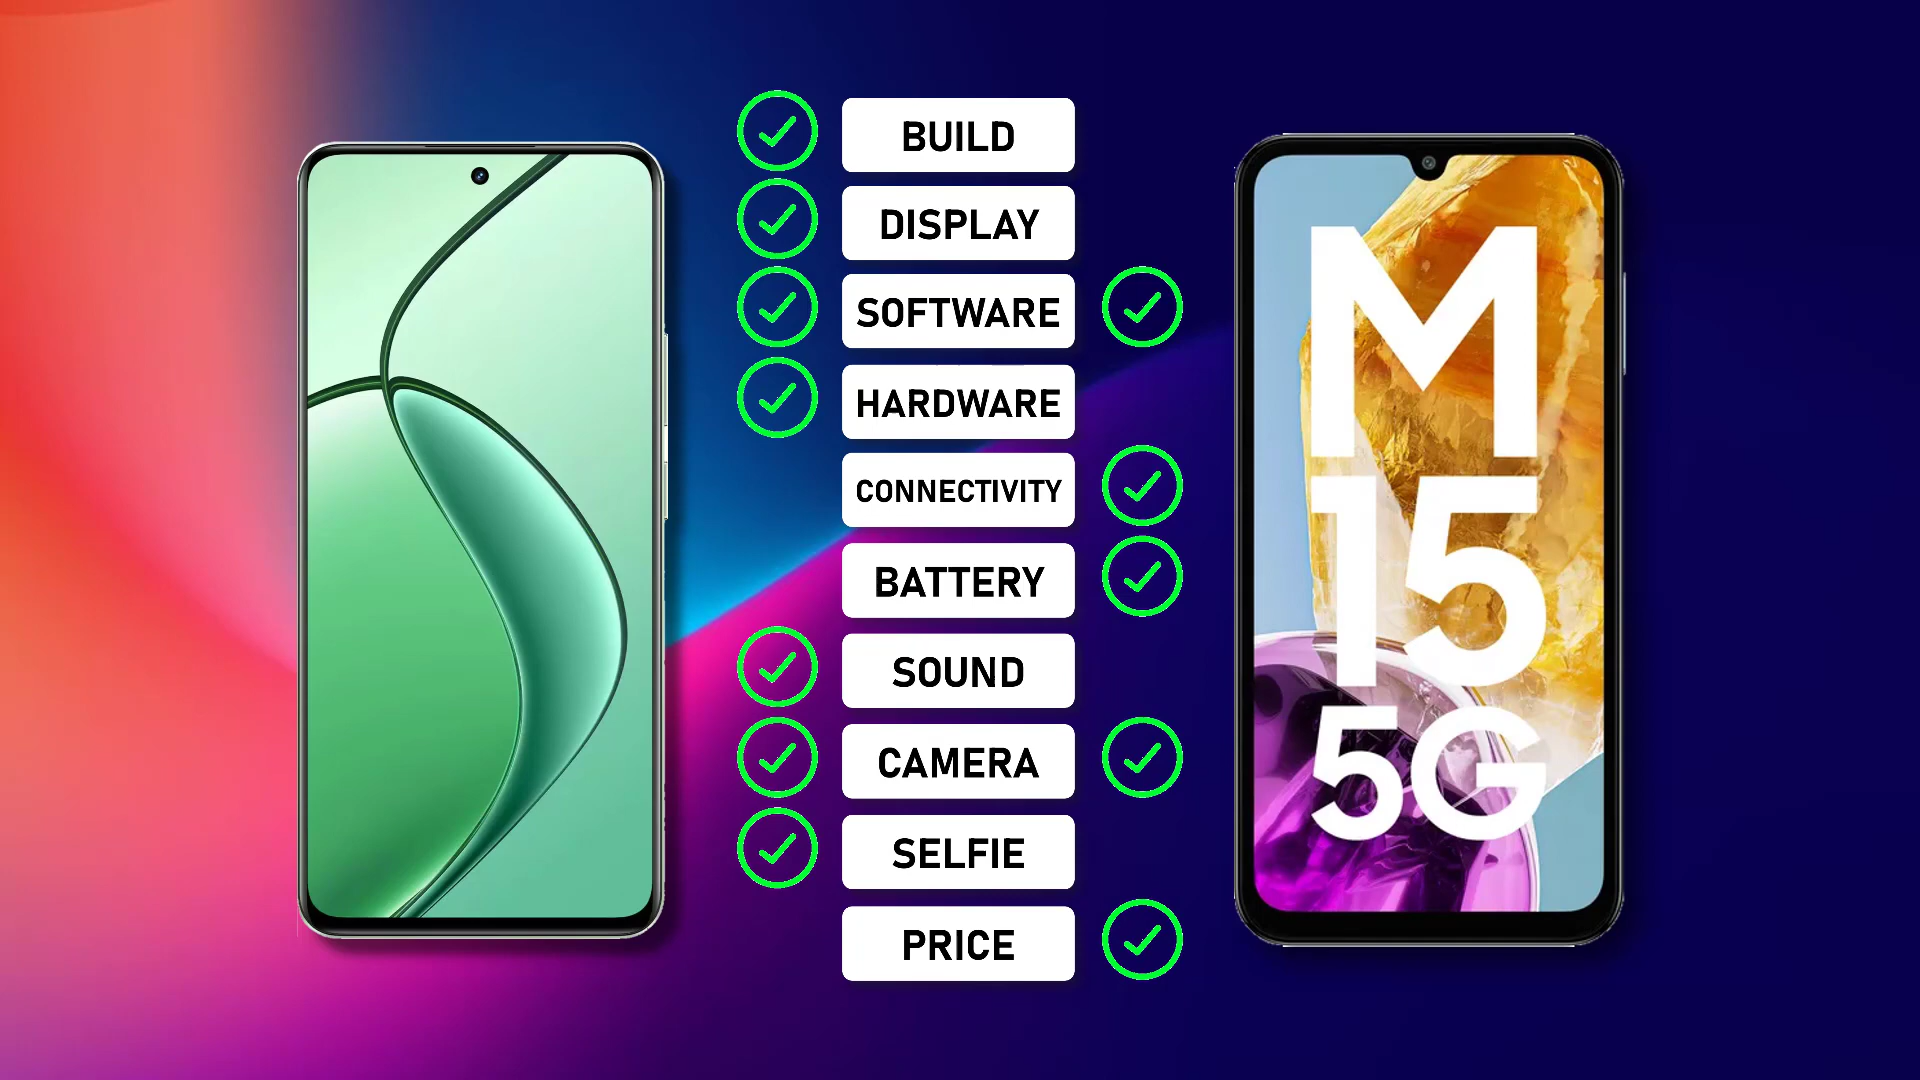 BUILD
DISPLAY
SOFTWARE
HARDWARE
CONNECTIVITY
BATTERY
SOUND
CAMERA
SELFIE
PRICE
M
15
5G